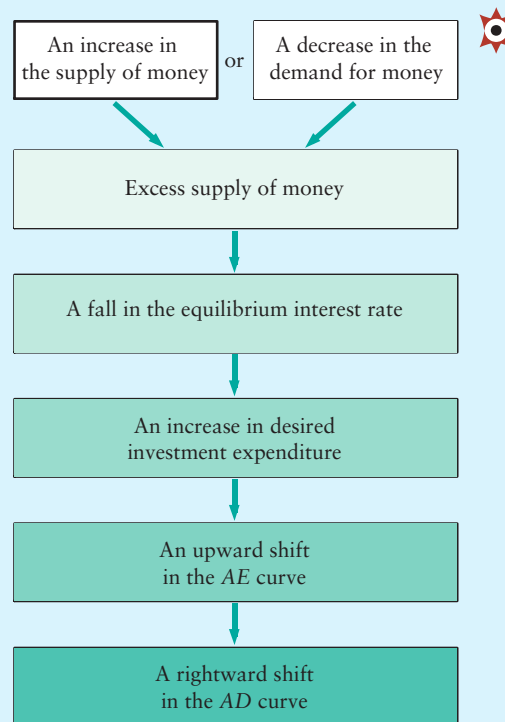 An increase in
the supply of money
or
A decrease in the
demand for money
Excess supply of money
A fall in the equilibrium interest rate
An increase in desired
investment expenditure
An upward shift
in the AE curve
A rightward shift
in the AD curve